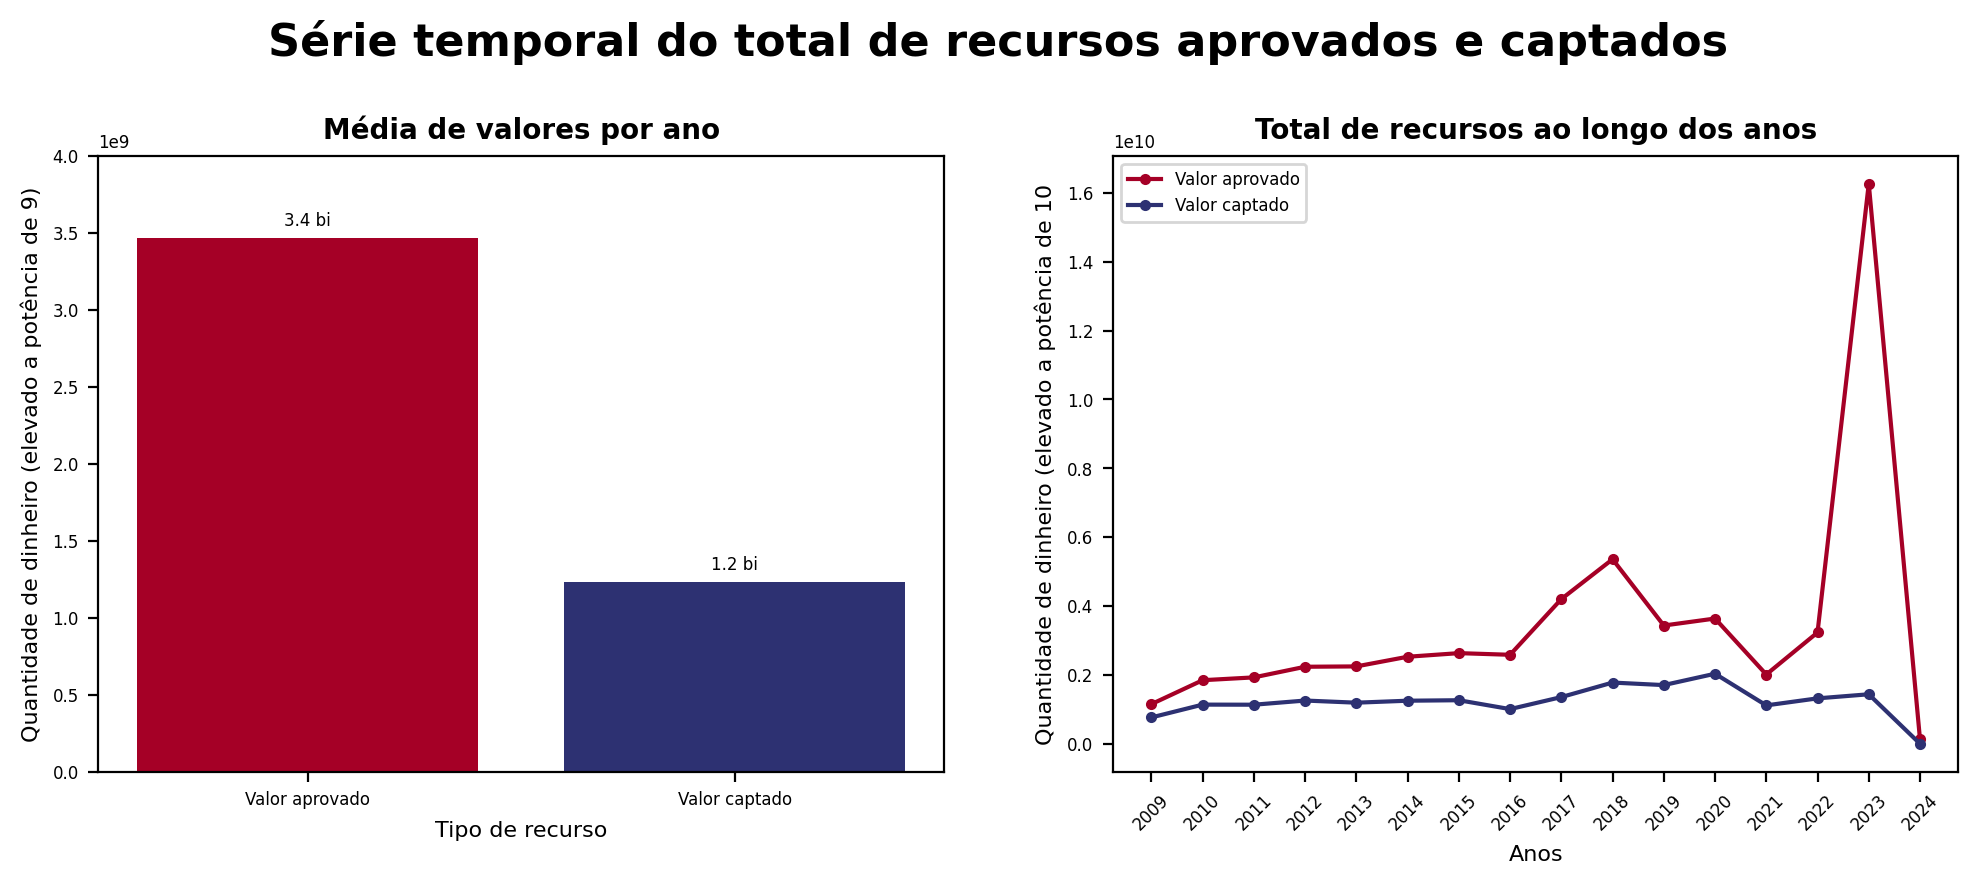 Série temporal do total de recursos aprovados e captados
Média de valores por ano
1e9
Quantidade de dinheiro (elevado a potência de 9)
4.0
3.5
3.0
2.5
2.0
1.5
1.0
0.5
0.0
3.4 bi
1.2 bi
Valor aprovado
Valor captado
Tipo de recurso
Total de recursos ao longo dos anos
1e10
Quantidade de dinheiro (elevado a potência de 10
Valor aprovado
Valor captado
1.6
1.4
1.2
1.0
0.8
0.6
0.4
0.2
0.0
2009
2010
2011
2012
2013
2014
2015
2016
2017
2018
2019
2020
2021
2022
2023
2024
Anos